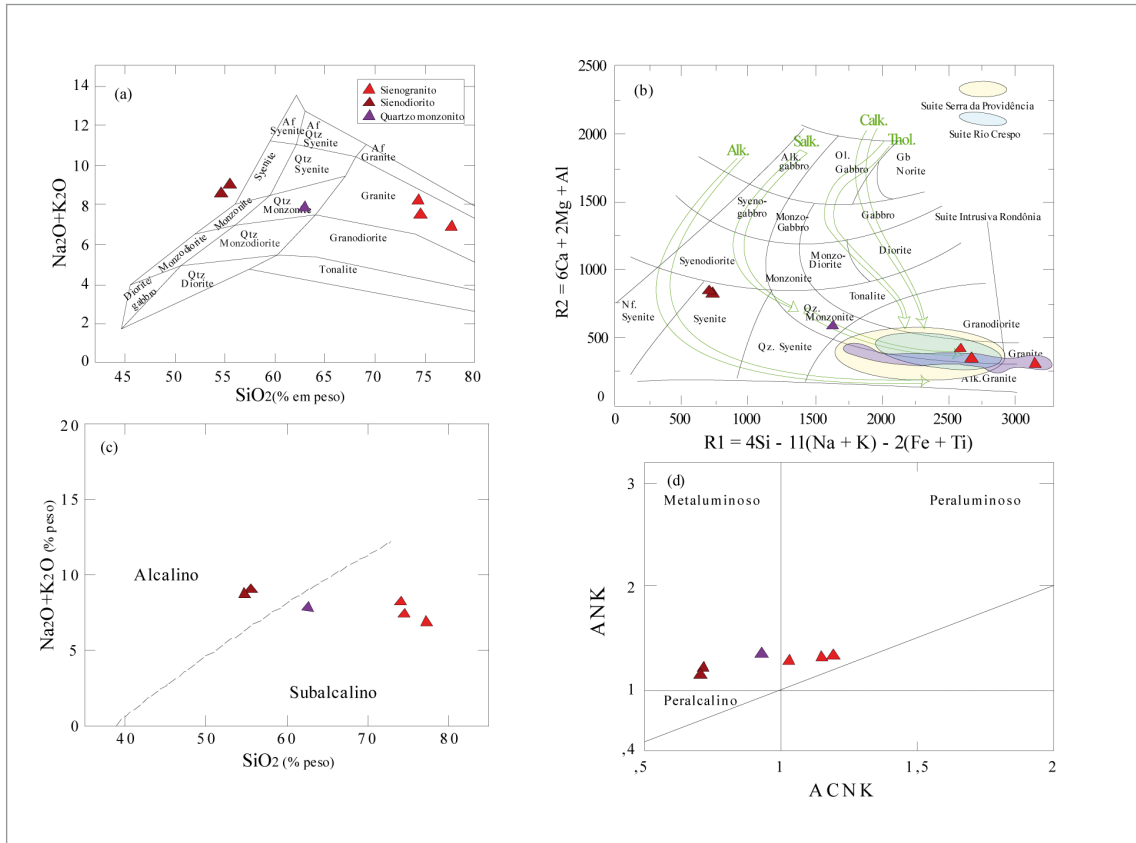 (a)
Sienogranito
Sienodiorito
Quartzo monzonito
Na2O+K2O
14
12
10
8
6
4
2
0
Af
Syenite
Af
Qtz
Syenite
Af
Granite
Syenite
Qtz
Syenite
Granite
Monzonite
Qtz
Monzonite
Monzodiorite
Qtz
Monzodiorite
Granodiorite
Diorite/
gabbro
Qtz
Diorite
Tonalite
45
50
55
60
65
70
75
80
SiO2(% em peso)
(b)
R2 = 6Ca + 2Mg + Al
2500
2500
2000
1500
1000
500
0
Suite Serra da Providência
Suite Rio Crespo
Alk.
Salk.
Calk.
Thol.
Alk.
gabbro
Ol.
Gabbro
Gb
Norite
Syeno-
gabbro
Monzo-
Gabbro
Gabbro
Suite Intrusiva Rondônia
Syenodiorite
Monzo-
Diorite
Diorite
Monzonite
Tonalite
Nf.
Syenite
Syenite
Qz.
Monzonite
Granodiorite
Qz. Syenite
Granite
Alk.Granite
0
500
1000
1500
2000
2500
3000
R1 = 4Si - 11(Na + K) - 2(Fe + Ti)
(c)
Na2O+K2O (% peso)
20
15
10
5
0
Alcalino
Subalcalino
40
50
60
70
80
SiO2 (% peso)
(d)
ANK
3
2
1
,4
Metaluminoso
Peraluminoso
Peralcalino
,5
1
1,5
2
ACNK